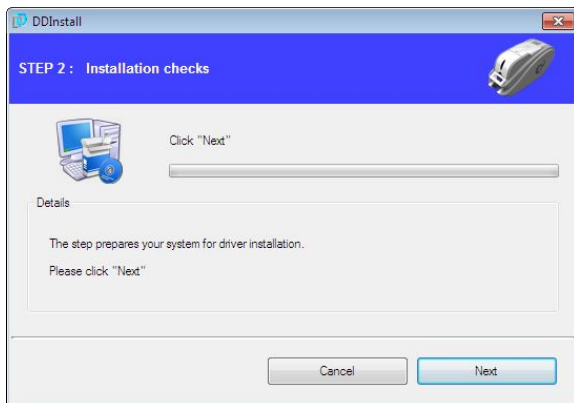 DDInstall
STEP 2 : Installation checks
Click "Next"
Details
The step prepares your system for driver installation.
Please click "Next"
Cancel
Next